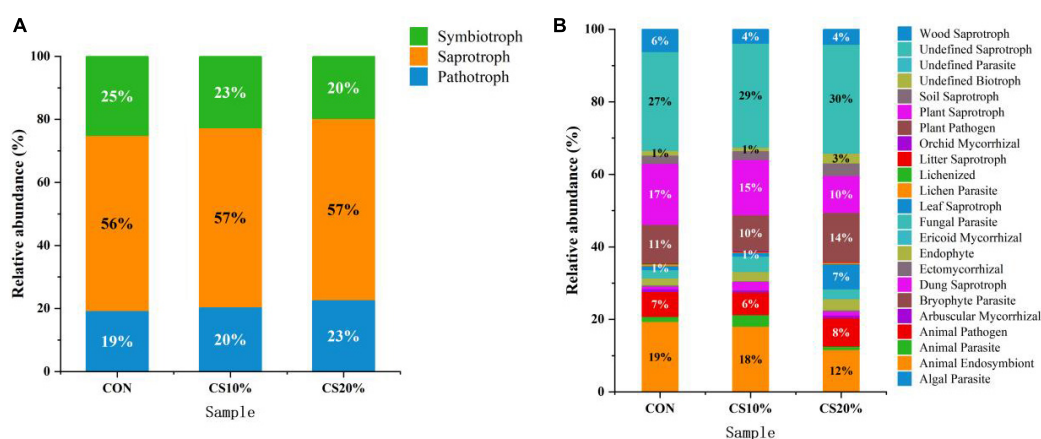 A
Symbiotroph
Saprotroph
Pathotroph
Relative abundance (%)
100
80
60
40
20
0
25%
23%
20%
56%
57%
57%
19%
20%
23%
CON
CS10%
CS20%
Sample
B
Relative abundance (%)
100
80
60
40
20
0
6%
4%
4%
27%
29%
30%
1%
1%
3%
17%
15%
10%
11%
10%
14%
1%
1%
7%
7%
6%
8%
19%
18%
12%
CON
CS10%
CS20%
Sample
Wood Saprotroph
Undefined Saprotroph
Undefined Parasite
Undefined Biotroph
Soil Saprotroph
Plant Saprotroph
Plant Pathogen
Orchid Mycorrhizal
Litter Saprotroph
Lichenized
Lichen Parasite
Leaf Saprotroph
Fungal Parasite
Ericoid Mycorrhizal
Endophyte
Ectomycorrhizal
Dung Saprotroph
Bryophyte Parasite
Arbuscular Mycorrhizal
Animal Pathogen
Animal Parasite
Animal Endosymbiont
Algal Parasite